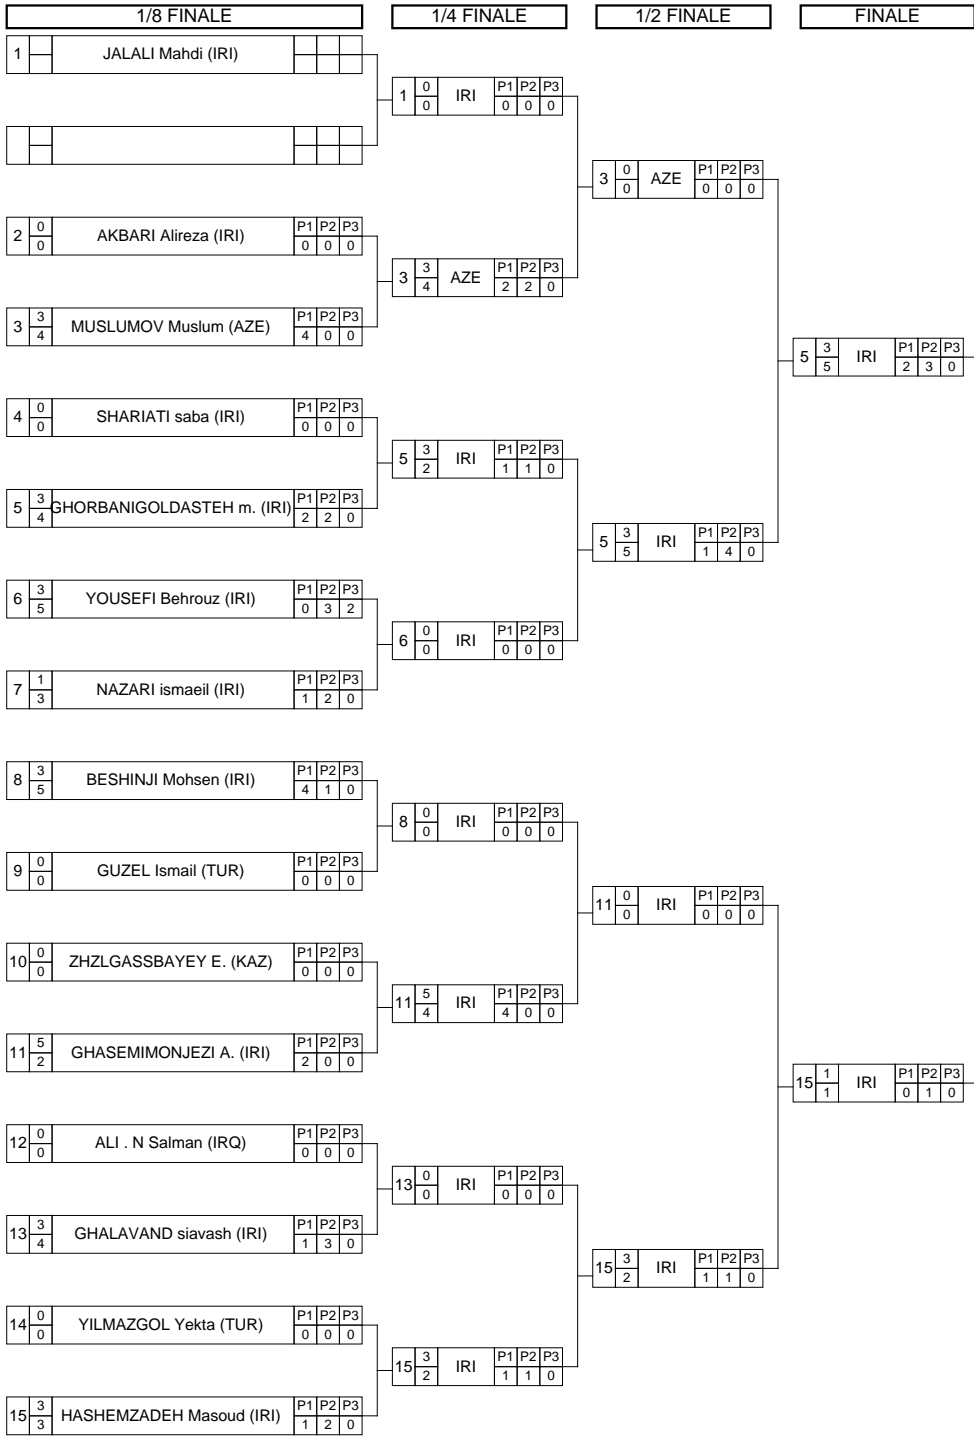 1/8 FINALE 1/4 FINALE 1/2 FINALE FINALE
1 JALALI Mahdi (IRI)
1 0 IRI P1 P2 P3
0 0 0 0
3 0 AZE P1 P2 P3
0 0 0 0
2 0 AKBARI Alireza (IRI) P1 P2 P3
0 0 0 0
3 3 AZE P1 P2 P3
4 2 2 0
3 3 MUSLUMOV Muslum (AZE) P1 P2 P3
4 4 0 0
5 3 IRI P1 P2 P3
5 2 3 0
4 0 SHARIATI saba (IRI) P1 P2 P3
0 0 0 0
5 3 IRI P1 P2 P3
2 1 1 0
5 3 GHORBANIGOLDASTEH m. (IRI) P1 P2 P3
4 2 2 0
5 3 IRI P1 P2 P3
5 1 4 0
6 3 YOUSEFI Behrouz (IRI) P1 P2 P3
5 0 3 2
6 0 IRI P1 P2 P3
0 0 0 0
7 1 NAZARI ismaeil (IRI) P1 P2 P3
3 1 2 0
8 3 BESHINJI Mohsen (IRI) P1 P2 P3
5 4 1 0
8 0 IRI P1 P2 P3
0 0 0 0
9 0 GUZEL Ismail (TUR) P1 P2 P3
0 0 0 0
11 0 IRI P1 P2 P3
0 0 0 0
10 0 ZHZLGASSBAYEY E. (KAZ) P1 P2 P3
0 0 0 0
11 5 IRI P1 P2 P3
4 4 0 0
11 5 GHASEMIMONJEZI A. (IRI) P1 P2 P3
2 2 0 0
15 1 IRI P1 P2 P3
1 0 1 0
12 0 ALI . N Salman (IRQ) P1 P2 P3
0 0 0 0
13 0 IRI P1 P2 P3
0 0 0 0
13 3 GHALAVAND siavash (IRI) P1 P2 P3
4 1 3 0
15 3 IRI P1 P2 P3
2 1 1 0
14 0 YILMAZGOL Yekta (TUR) P1 P2 P3
0 0 0 0
15 3 IRI P1 P2 P3
2 1 1 0
15 3 HASHEMZADEH Masoud (IRI) P1 P2 P3
3 1 2 0